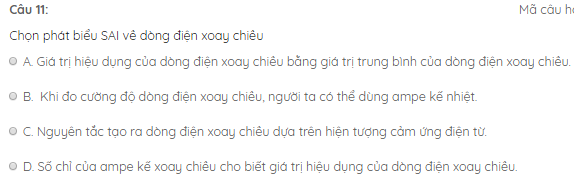 Câu 11:
Mã câu h
Chọn phát biểu SAI về dòng điện xoay chiều
A. Giá trị hiệu dụng của dòng điện xoay chiều bằng giá trị trung bình của dòng điện xoay chiều.
B. Khi đo cường độ dòng điện xoay chiều, người ta có thể dùng ampe kế nhiệt.
C. Nguyên tắc tạo ra dòng điện xoay chiều dựa trên hiện tượng cảm ứng điện từ.
D. Số chỉ của ampe kế xoay chiều cho biết giá trị hiệu dụng của dòng điện xoay chiều.